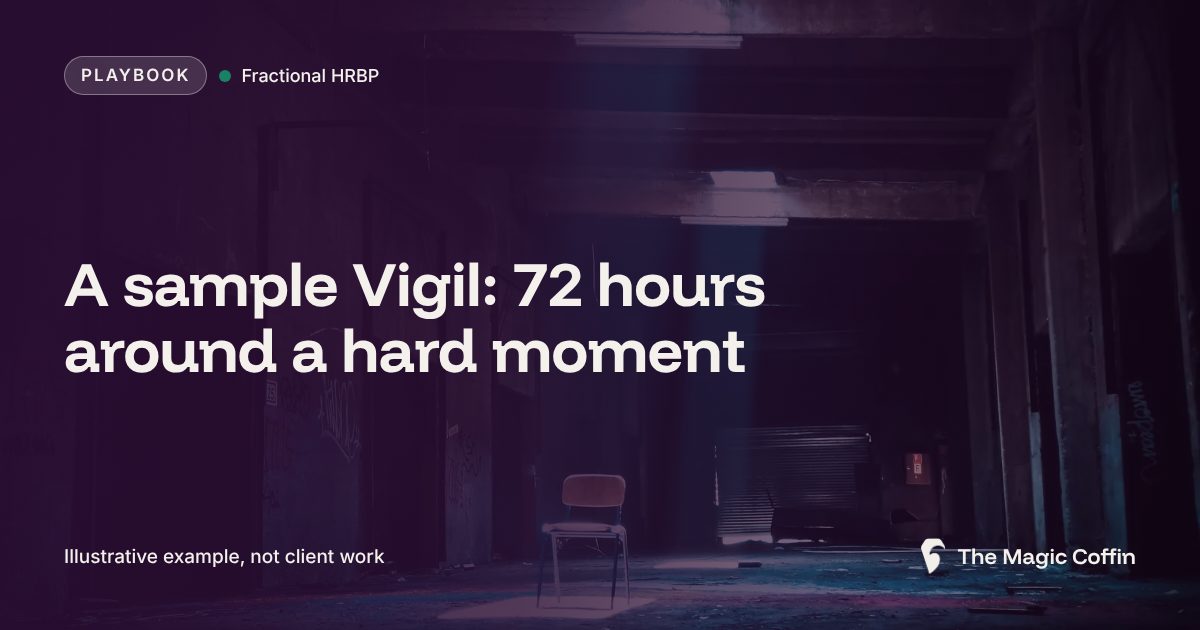 PLAYBOOK
Fractional HRBP
A sample Vigil: 72 hours
around a hard moment
Illustrative example, not client work
The Magic Coffin